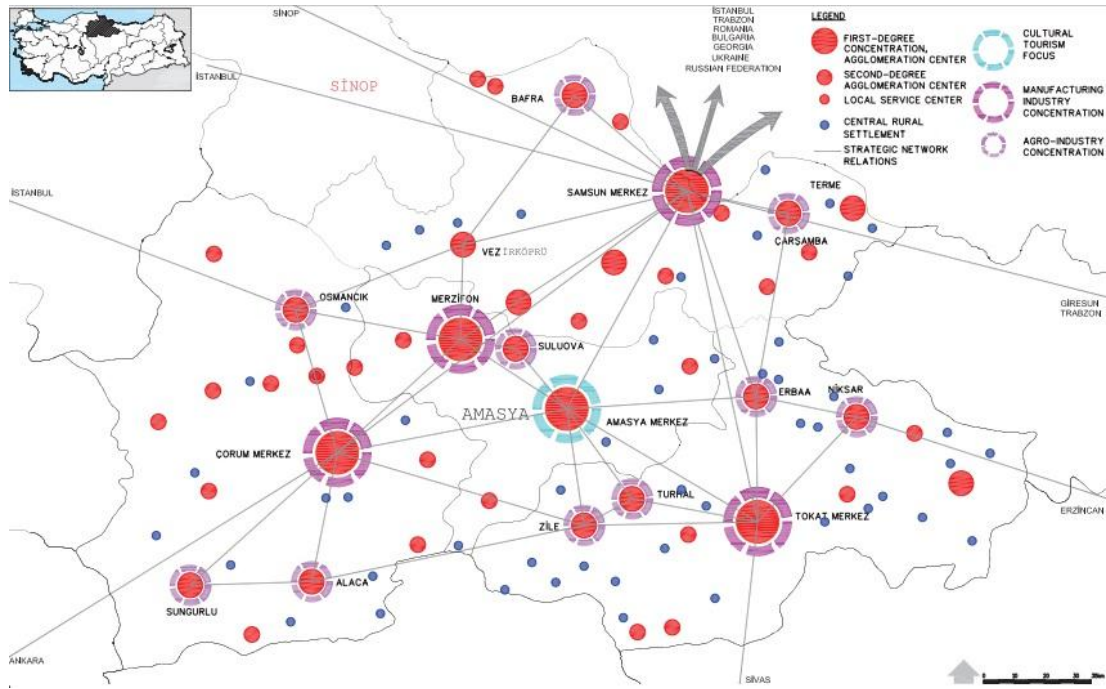 SİNOP
İSTANBUL
TRABZON
ROMANIA
BULGARIA
GEORGIA
UKRAINE
RUSSIAN FEDERATION
LEGEND
FIRST-DEGREE
CONCENTRATION,
AGGLOMERATION CENTER
SECOND-DEGREE
AGGLOMERATION CENTER
LOCAL SERVICE CENTER
CENTRAL RURAL
SETTLEMENT
STRATEGIC NETWORK
RELATIONS
CULTURAL
TOURISM
FOCUS
MANUFACTURING
INDUSTRY
CONCENTRATION
AGRO-INDUSTRY
CONCENTRATION
İSTANBUL
SİNOP
BAFRA
SAMSUN MERKEZ
TERME
ÇARŞAMBA
İSTANBUL
VEZİRKÖPRÜ
OSMANCIK
MERZİFON
GİRESUN
TRABZON
SULUOVA
AMASYA
AMASYA MERKEZ
ERBAA
NİKSAR
ÇORUM MERKEZ
TURHAL
ZİLE
TOKAT MERKEZ
ERZİNCAN
SUNGURLU
ALACA
ANKARA
SİVAS
0 10 20 30km